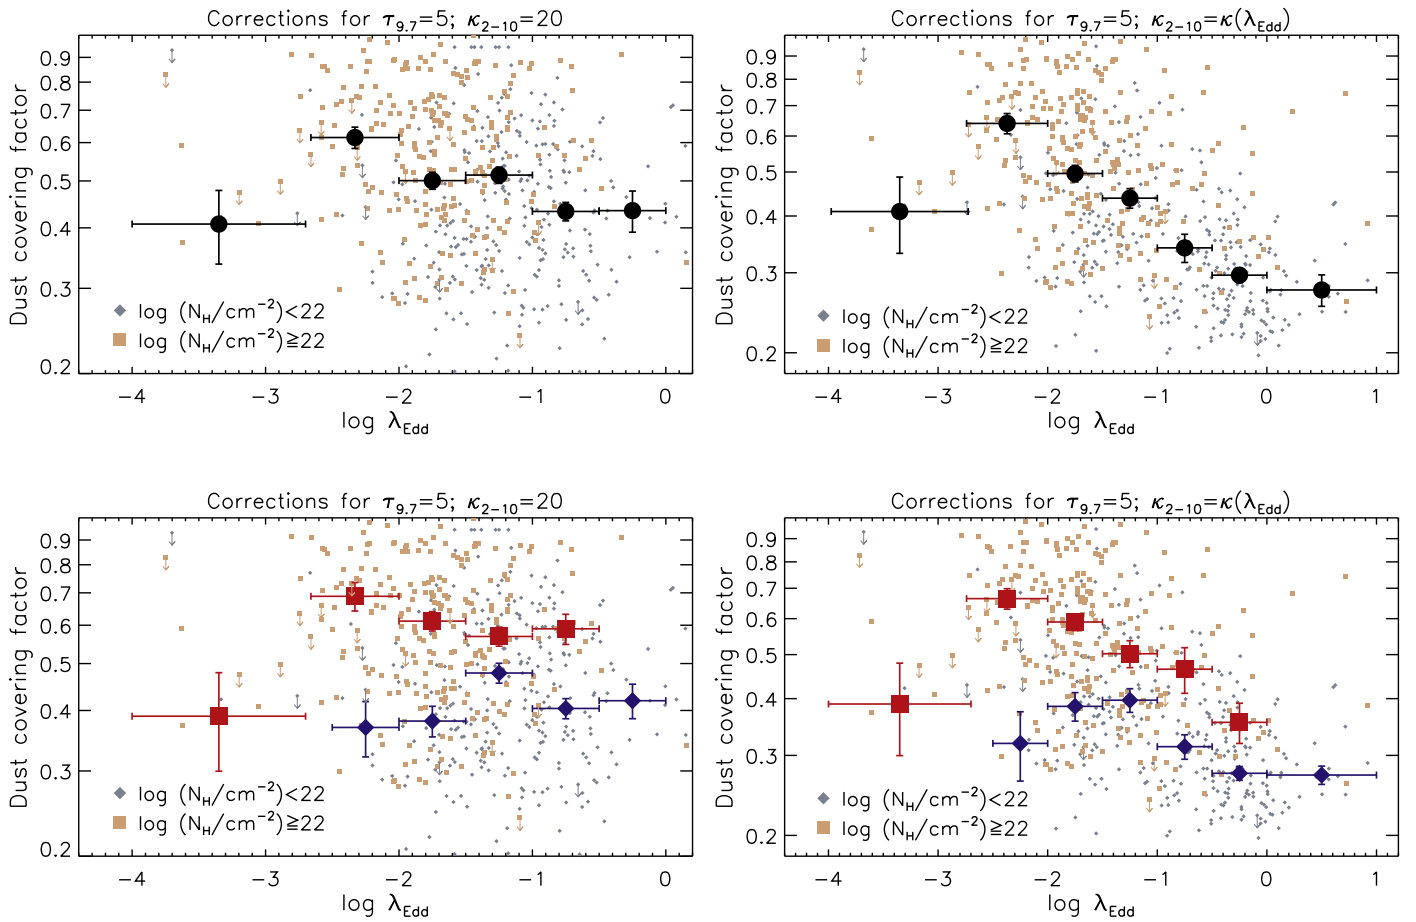 Corrections for τ9.7=5; κ2−10=20
Dust covering factor
0.9
0.8
0.7
0.6
0.5
0.4
0.3
0.2
log (NH/cm−2)<22
log (NH/cm−2)≧22
−4 −3 −2 −1 0
log λEdd
Corrections for τ9.7=5; κ2−10=κ(λEdd)
Dust covering factor
0.9
0.8
0.7
0.6
0.5
0.4
0.3
0.2
log (NH/cm−2)<22
log (NH/cm−2)≧22
−4 −3 −2 −1 0 1
log λEdd
Corrections for τ9.7=5; κ2−10=20
Dust covering factor
0.9
0.8
0.7
0.6
0.5
0.4
0.3
0.2
log (NH/cm−2)<22
log (NH/cm−2)≧22
−4 −3 −2 −1 0
log λEdd
Corrections for τ9.7=5; κ2−10=κ(λEdd)
Dust covering factor
0.9
0.8
0.7
0.6
0.5
0.4
0.3
0.2
log (NH/cm−2)<22
log (NH/cm−2)≧22
−4 −3 −2 −1 0 1
log λEdd